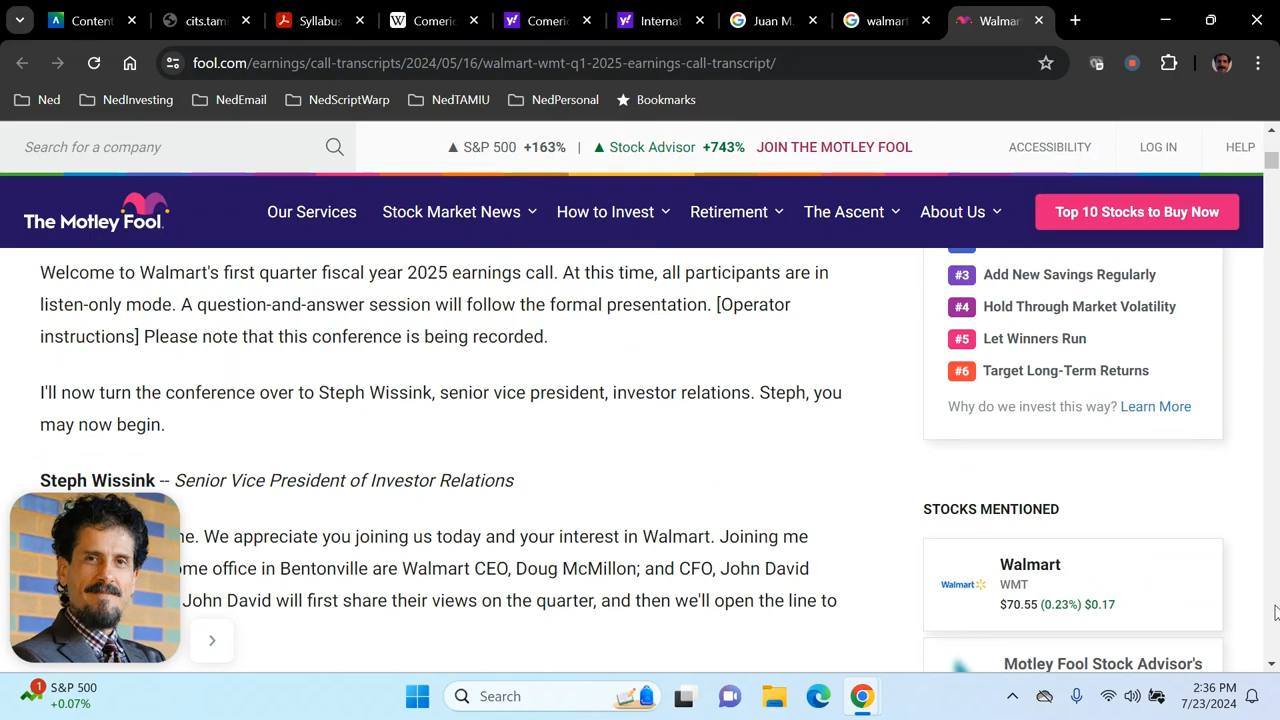 Content
cits.tami
Syllabus
Comeric
Comeric
Internat
Juan M.
walmart
Walmar
fool.com/earnings/call-transcripts/2024/05/16/walmart-wmt-q1-2025-earnings-call-transcript/
Ned NedInvesting NedEmail NedScriptWarp NedTAMIU NedPersonal Bookmarks
Search for a company
▲ S&P 500 +163% | ▲ Stock Advisor +743% JOIN THE MOTLEY FOOL
ACCESSIBILITY LOG IN HELP
The Motley Fool.
Our Services Stock Market News How to Invest Retirement The Ascent About Us
Top 10 Stocks to Buy Now
Welcome to Walmart's first quarter fiscal year 2025 earnings call. At this time, all participants are in
listen-only mode. A question-and-answer session will follow the formal presentation. [Operator
instructions] Please note that this conference is being recorded.
I'll now turn the conference over to Steph Wissink, senior vice president, investor relations. Steph, you
may now begin.
Steph Wissink -- Senior Vice President of Investor Relations
ne. We appreciate you joining us today and your interest in Walmart. Joining me
ome office in Bentonville are Walmart CEO, Doug McMillon; and CFO, John David
John David will first share their views on the quarter, and then we'll open the line to
#3 Add New Savings Regularly
#4 Hold Through Market Volatility
#5 Let Winners Run
#6 Target Long-Term Returns
Why do we invest this way? Learn More
STOCKS MENTIONED
Walmart
Walmart
WMT
$70.55 (0.23%) $0.17
Motley Fool Stock Advisor's
1
S&P 500
+0.07%
Search
2:36 PM
7/23/2024